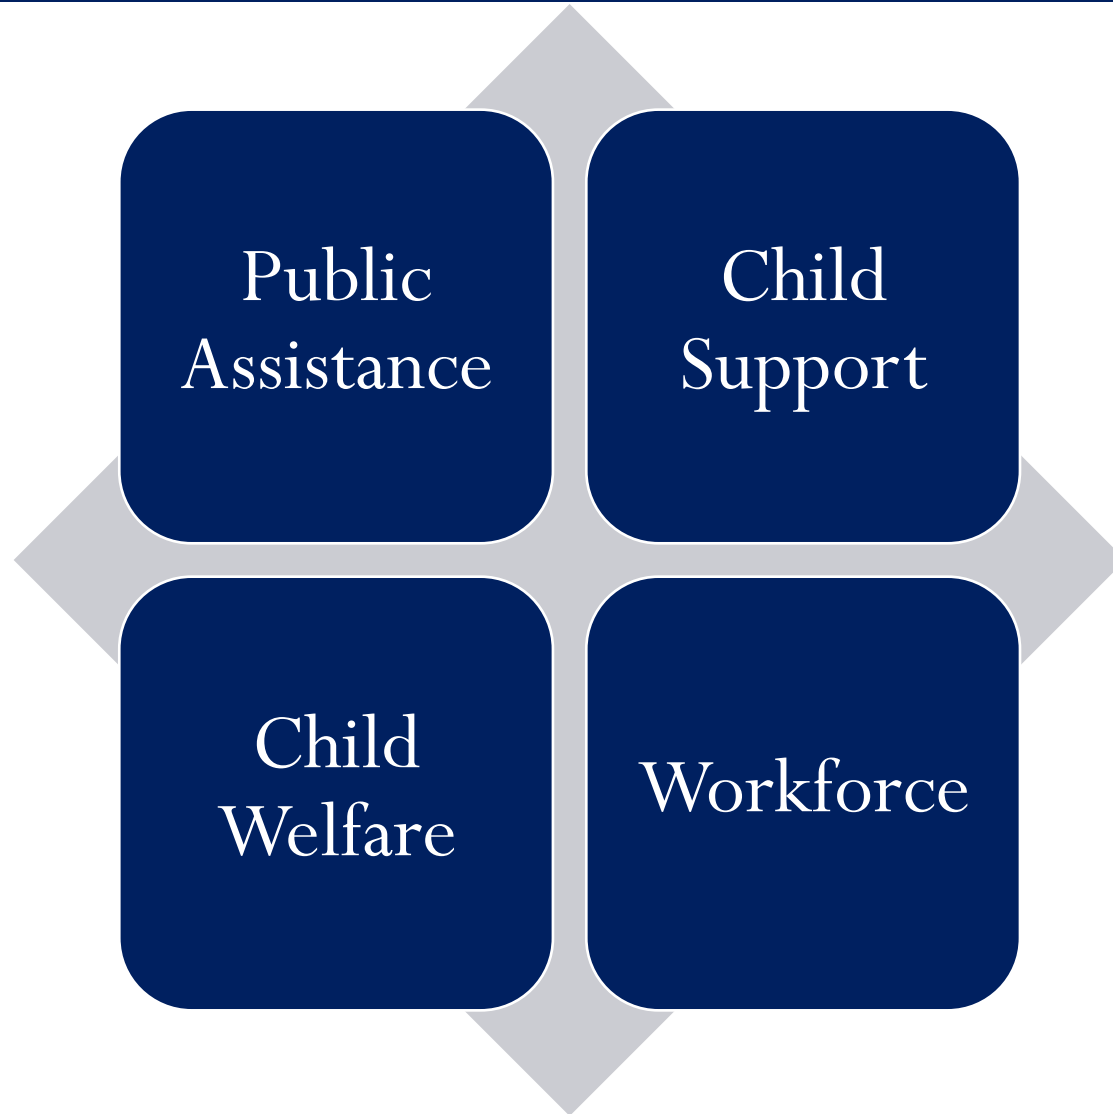 Public
Assistance
Child
Support
Child
Welfare
Workforce